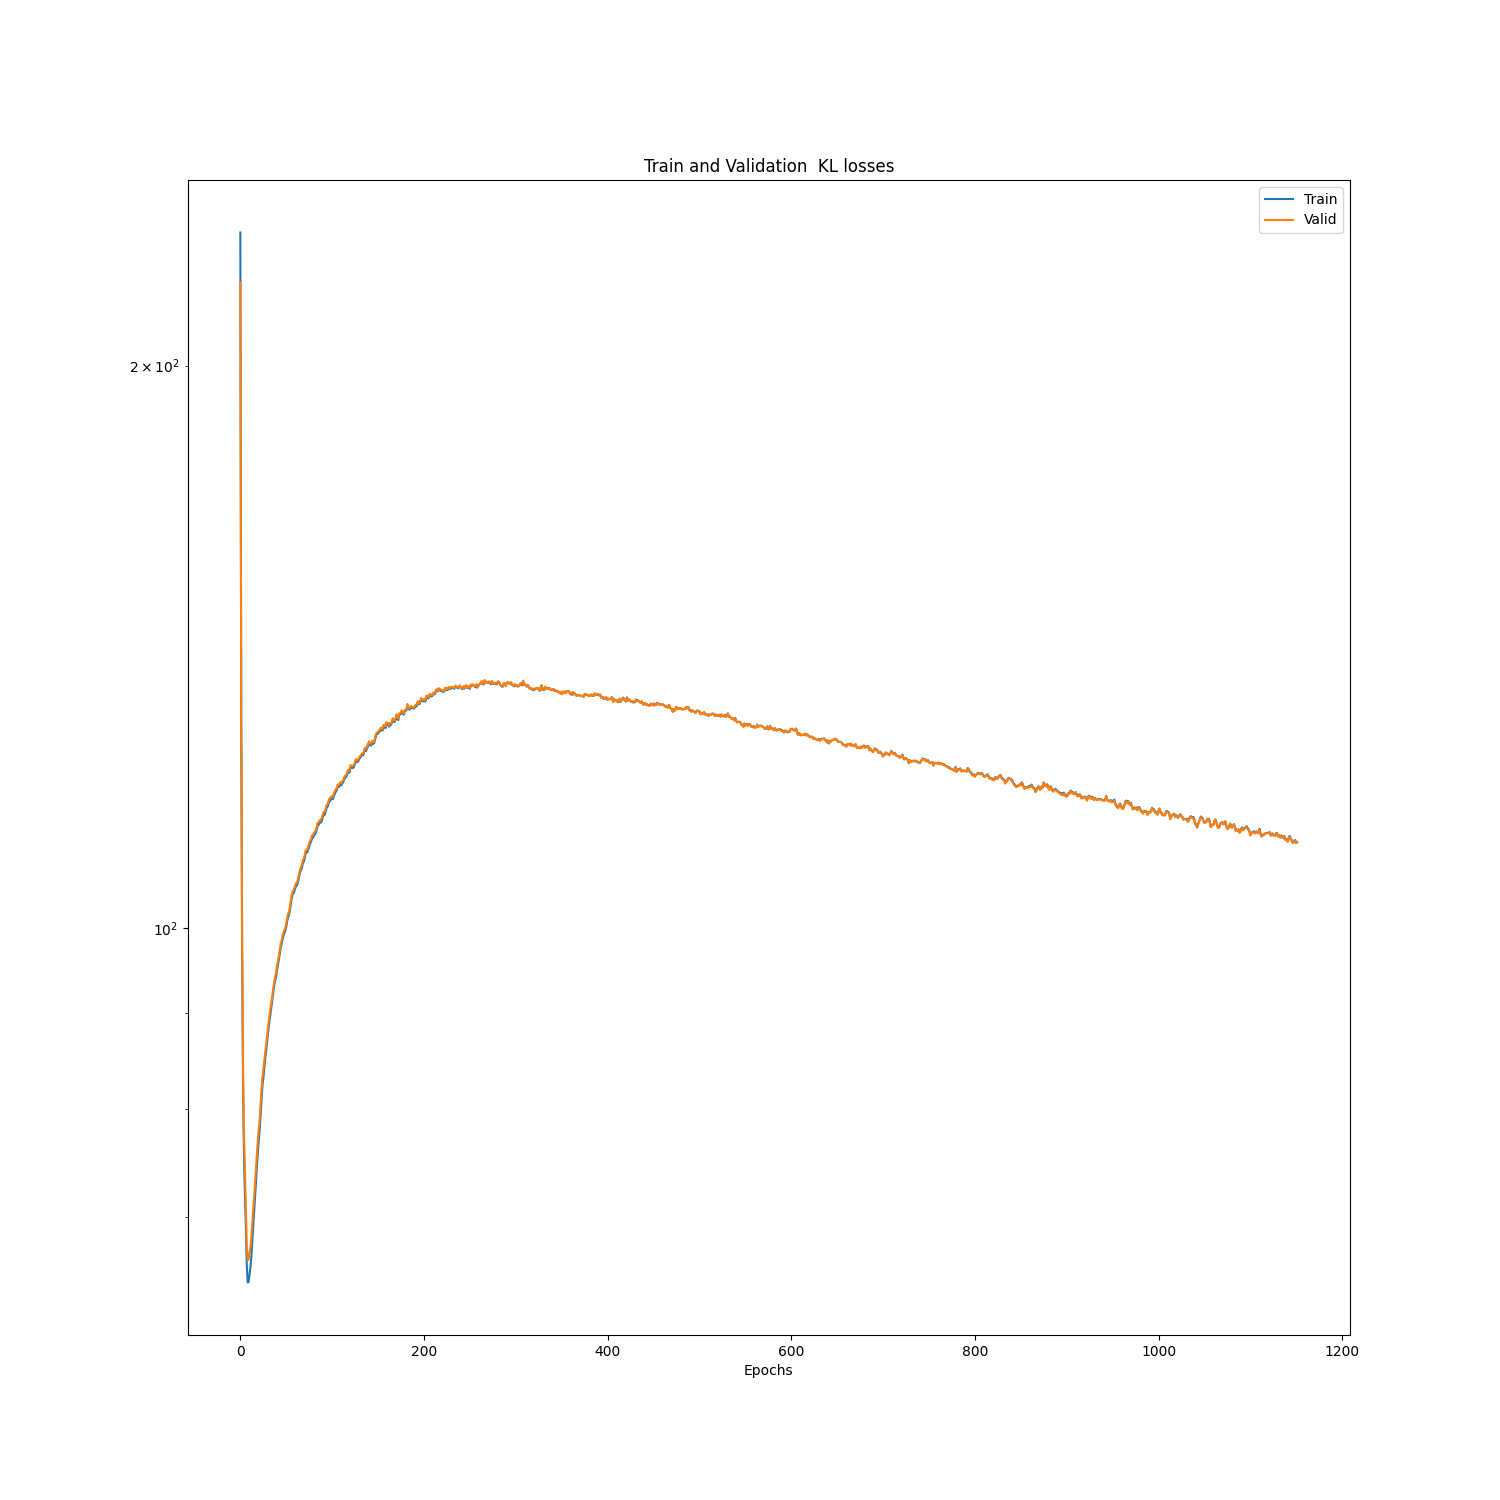 Train and Validation  KL losses
Train
Valid
2 × 10²
10²
0 200 400 600 800 1000 1200
Epochs